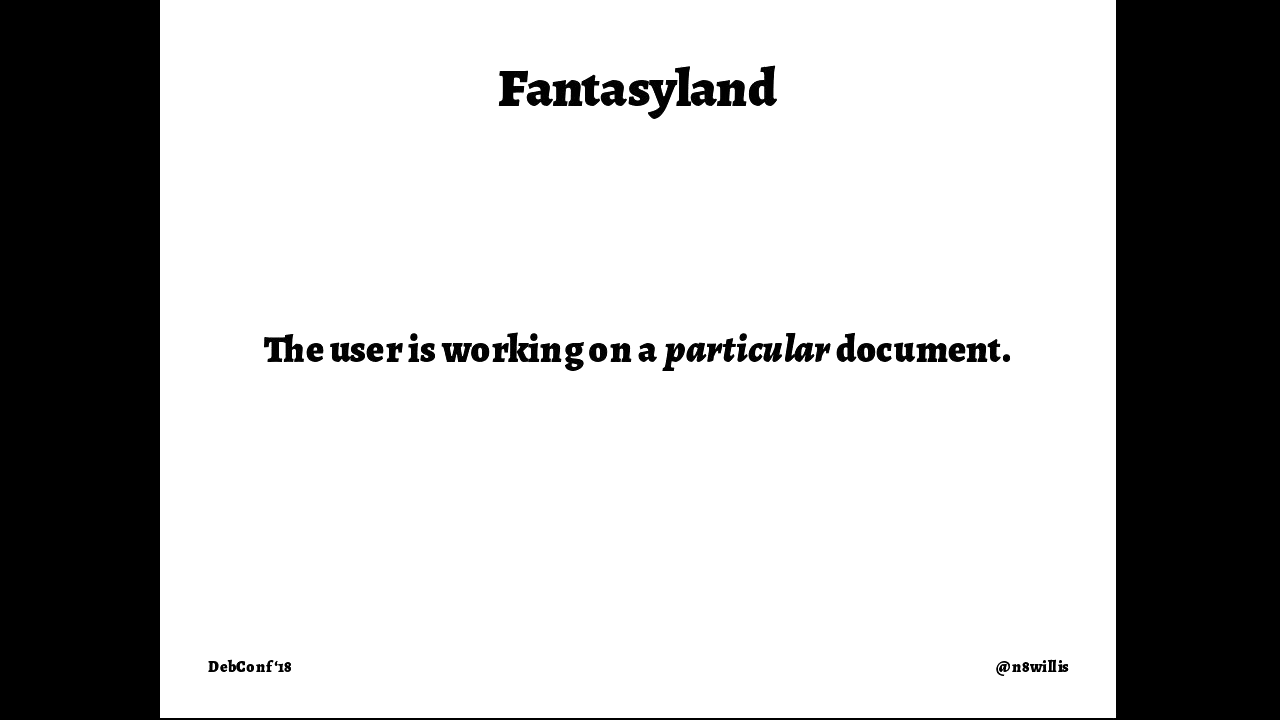 Fantasyland
The user is working on a particular document.
DebConf ‘18
@n8willis